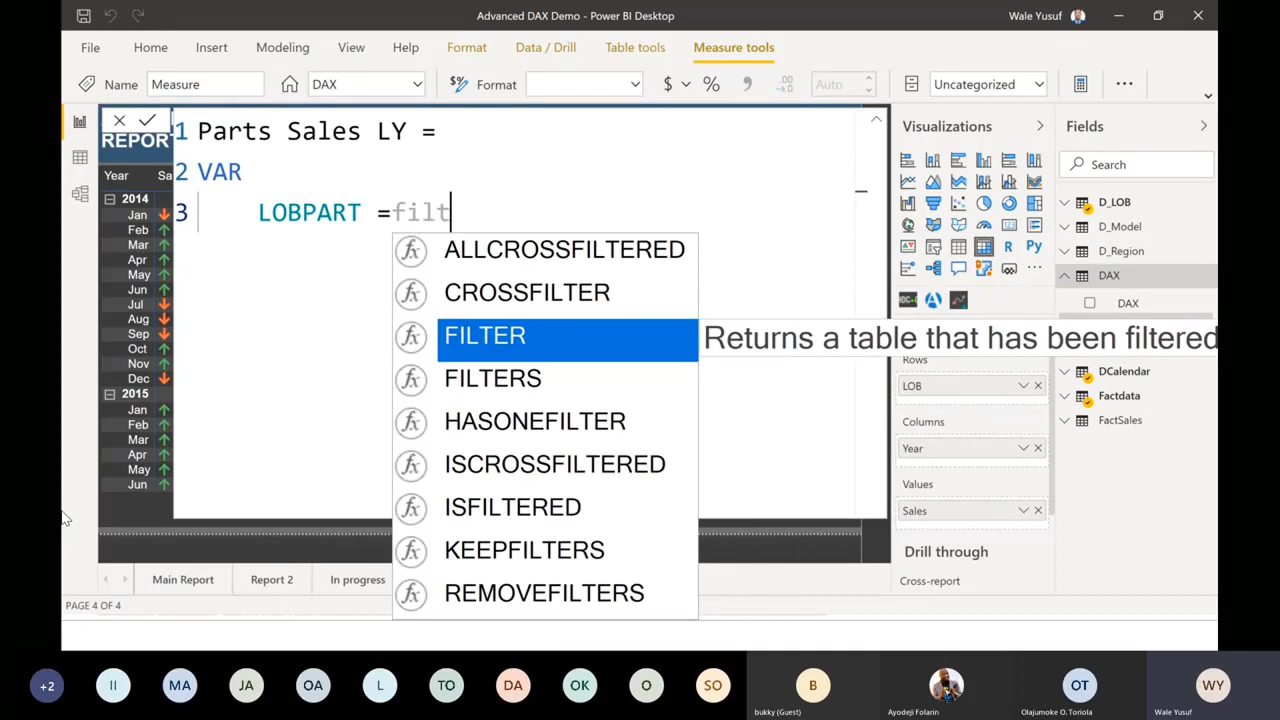 Advanced DAX Demo - Power BI Desktop
Wale Yusuf
File Home Insert Modeling View Help Format Data / Drill Table tools Measure tools
Name Measure DAX Format $ % Auto Uncategorized
REPOR
1 Parts Sales LY =
2 VAR
3 LOBPART =filt
Year Sa
2014
Jan
Feb
Mar
Apr
May
Jun
Jul
Aug
Sep
Oct
Nov
Dec
2015
Jan
Feb
Mar
Apr
May
Jun
ALLCROSSFILTERED
CROSSFILTER
FILTER
Returns a table that has been filtered
FILTERS
HASONEFILTER
ISCROSSFILTERED
ISFILTERED
KEEPFILTERS
REMOVEFILTERS
Visualizations
R Py
Rows
LOB
Columns
Year
Values
Sales
Drill through
Cross-report
Fields
Search
D_LOB
D_Model
D_Region
DAX
DAX
DCalendar
Factdata
FactSales
Main Report Report 2 In progress
PAGE 4 OF 4
+2 II MA JA OA L TO DA OK O SO B OT WY
bukky (Guest) Ayodeji Folarin Olajumoke O. Toriola Wale Yusuf